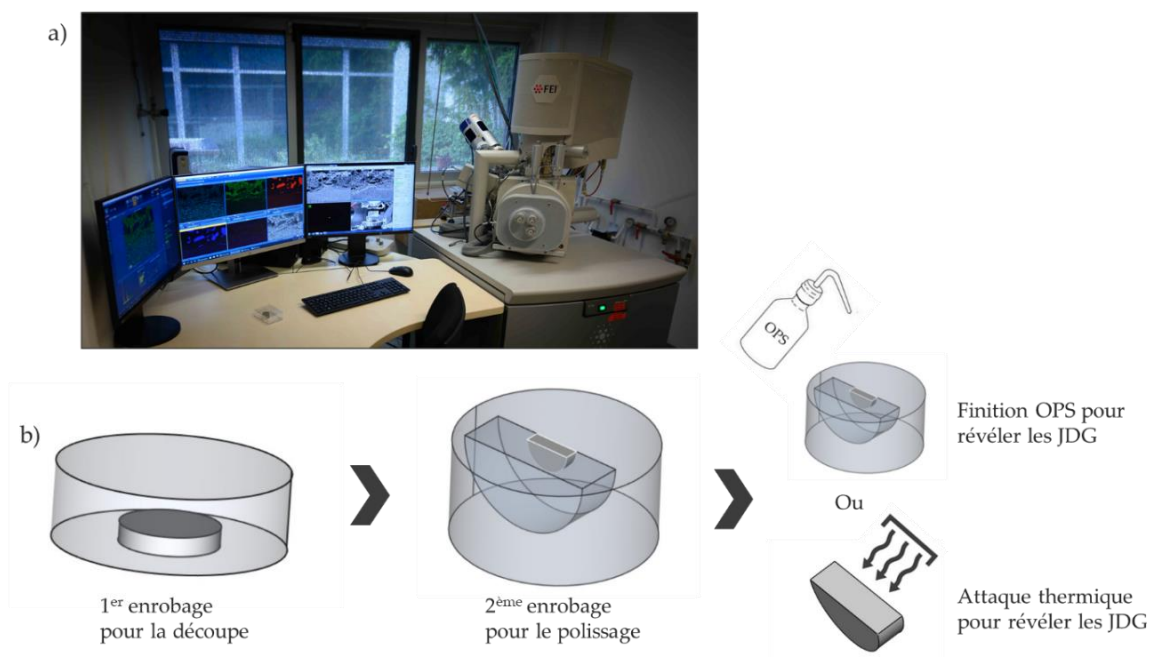 a)
FEI
OPS
b)
Finition OPS pour
révéler les JDG
Ou
1er enrobage
pour la découpe
2ème enrobage
pour le polissage
Attaque thermique
pour révéler les JDG